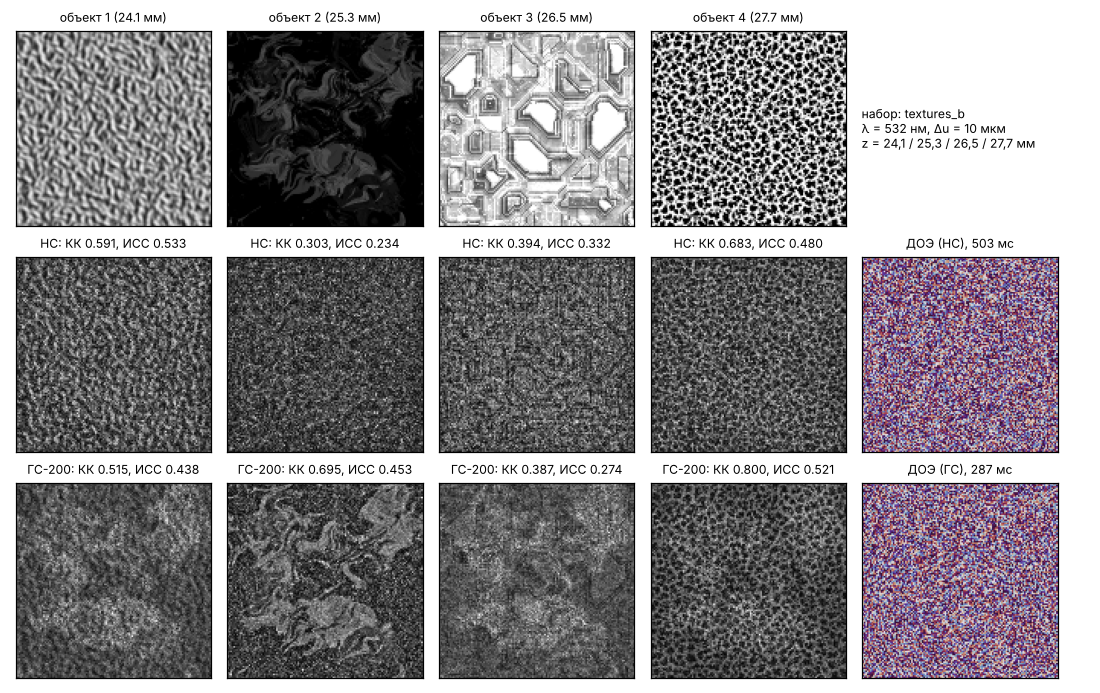 объект 1 (24.1 мм)
объект 2 (25.3 мм)
объект 3 (26.5 мм)
объект 4 (27.7 мм)
набор: textures_b
λ = 532 нм, Δu = 10 мкм
z = 24,1 / 25,3 / 26,5 / 27,7 мм
НС: КК 0.591, ИСС 0.533
НС: КК 0.303, ИСС 0.234
НС: КК 0.394, ИСС 0.332
НС: КК 0.683, ИСС 0.480
ДОЭ (НС), 503 мс
ГС-200: КК 0.515, ИСС 0.438
ГС-200: КК 0.695, ИСС 0.453
ГС-200: КК 0.387, ИСС 0.274
ГС-200: КК 0.800, ИСС 0.521
ДОЭ (ГС), 287 мс